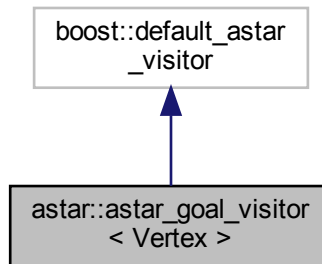 boost::default_astar
_visitor
astar::astar_goal_visitor
< Vertex >